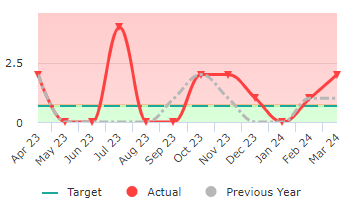 2.5
0
Apr 23
May 23
Jun 23
Jul 23
Aug 23
Sep 23
Oct 23
Nov 23
Dec 23
Jan 24
Feb 24
Mar 24
Target
Actual
Previous Year